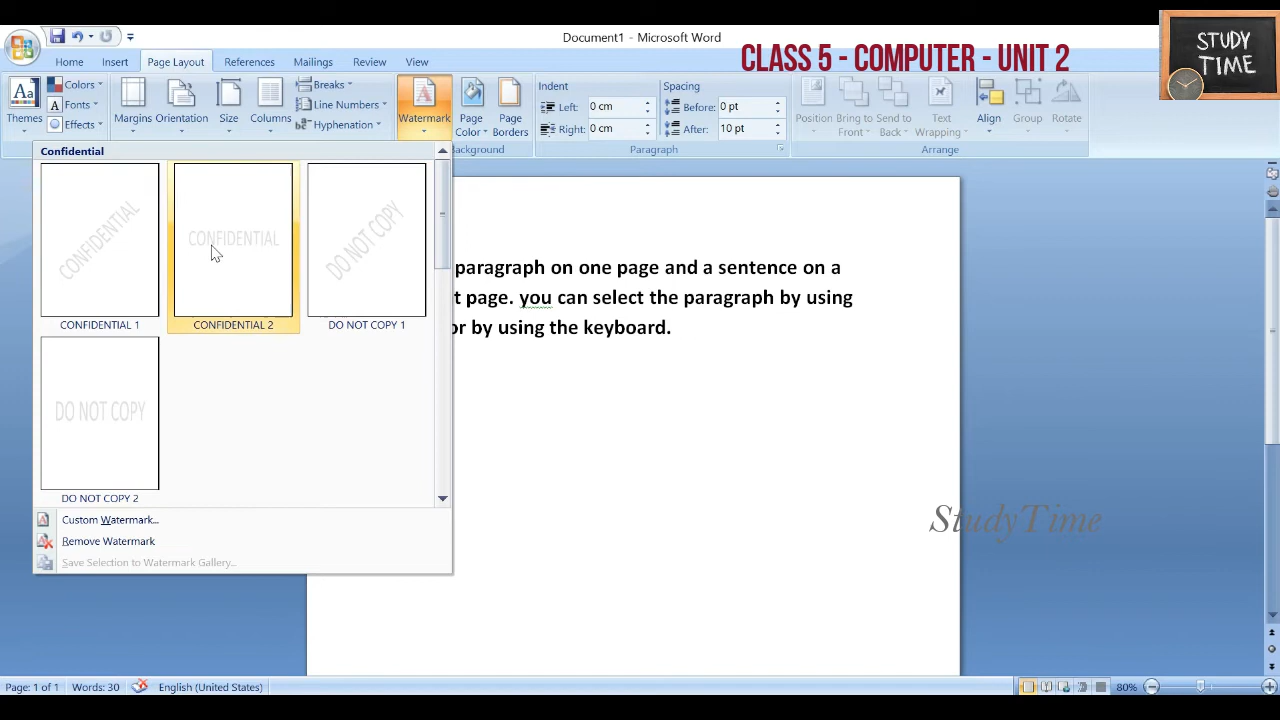 Document1 - Microsoft Word
CLASS 5 - COMPUTER - UNIT 2
STUDY
TIME
Home Insert Page Layout References Mailings Review View
Themes
Colors
Fonts
Effects
Margins
Orientation
Size
Columns
Breaks
Line Numbers
Hyphenation
Watermark
Page
Color
Page
Borders
Background
Indent
Left: 0 cm
Right: 0 cm
Spacing
Before: 0 pt
After: 10 pt
Paragraph
Position
Bring to
Front
Send to
Back
Text
Wrapping
Align
Group
Rotate
Arrange
Confidential
CONFIDENTIAL
CONFIDENTIAL
DO NOT COPY
CONFIDENTIAL 1
CONFIDENTIAL 2
DO NOT COPY 1
DO NOT COPY
DO NOT COPY 2
Custom Watermark...
Remove Watermark
Save Selection to Watermark Gallery...
paragraph on one page and a sentence on a
t page. you can select the paragraph by using
or by using the keyboard.
StudyTime
Page: 1 of 1 Words: 30 English (United States) 80%